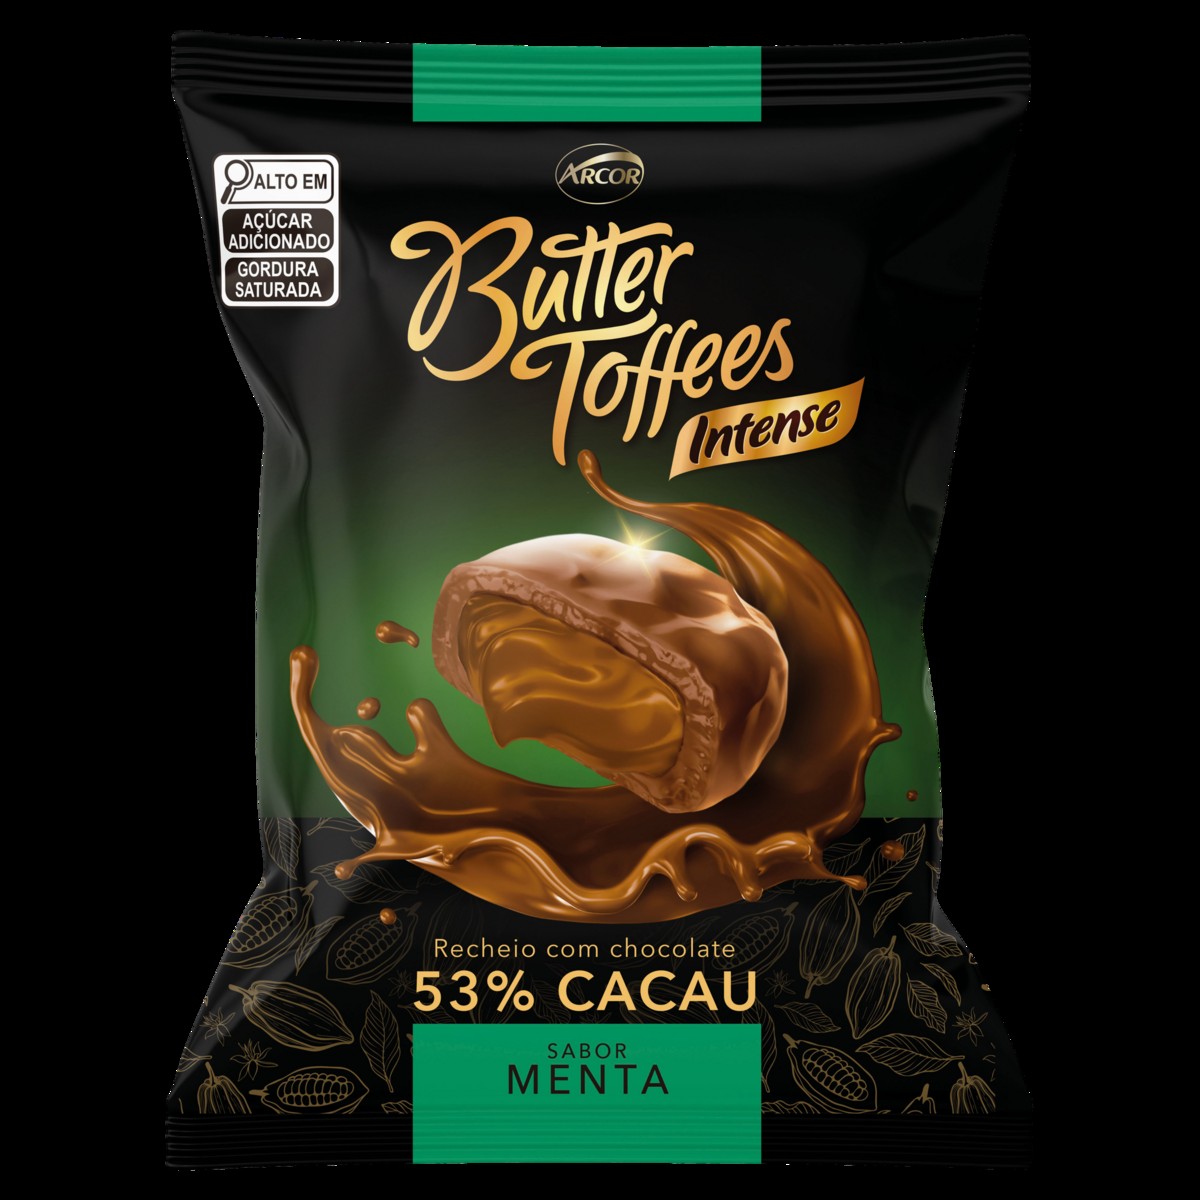 ARCOR
ALTO EM
AÇÚCAR
ADICIONADO
GORDURA
SATURADA
Butter
Toffees
Intense
Recheio com chocolate
53% CACAU
SABOR
MENTA